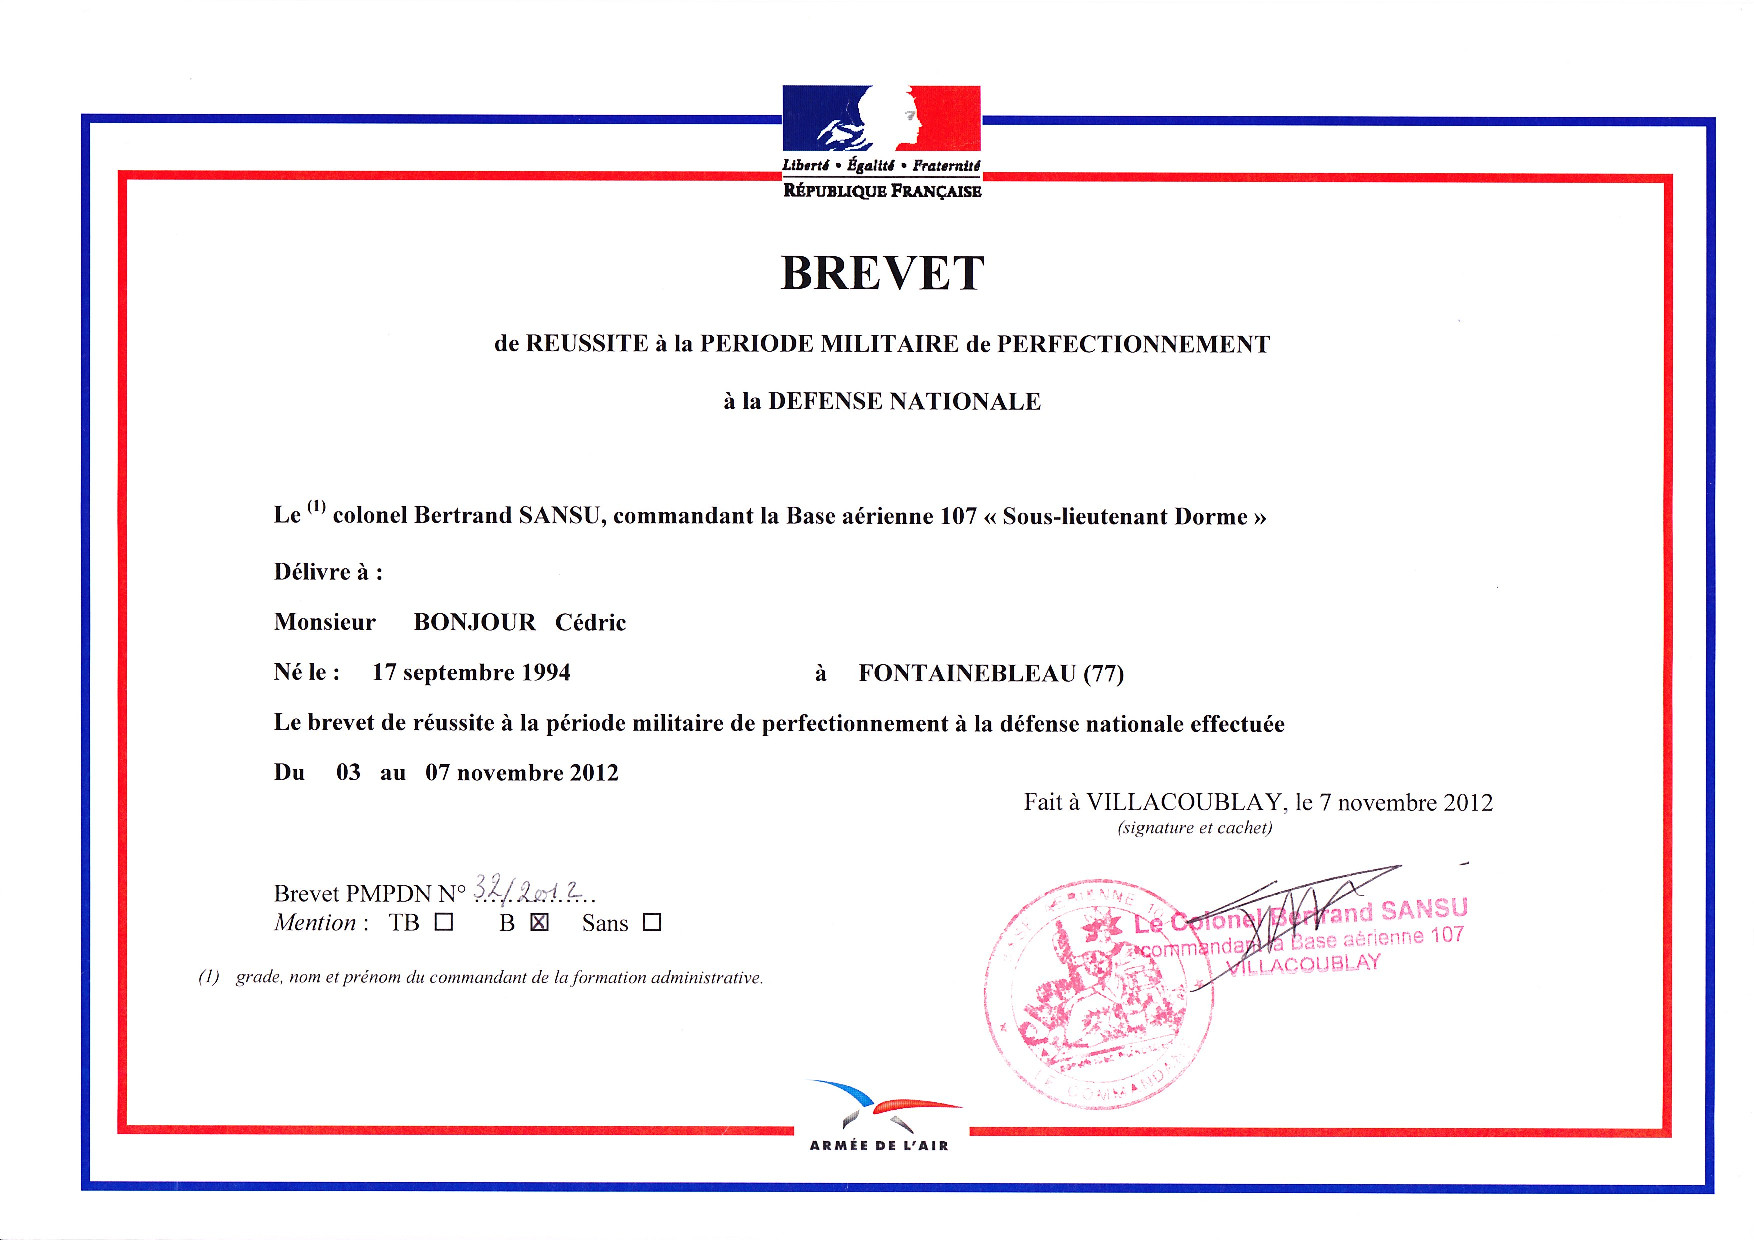 Liberté • Égalité • Fraternité
RÉPUBLIQUE FRANÇAISE
BREVET
de REUSSITE à la PERIODE MILITAIRE de PERFECTIONNEMENT
à la DEFENSE NATIONALE
Le (1) colonel Bertrand SANSU, commandant la Base aérienne 107 « Sous-lieutenant Dorme »
Délivre à :
Monsieur BONJOUR Cédric
Né le : 17 septembre 1994 à FONTAINEBLEAU (77)
Le brevet de réussite à la période militaire de perfectionnement à la défense nationale effectuée
Du 03 au 07 novembre 2012
Fait à VILLACOUBLAY, le 7 novembre 2012
(signature et cachet)
Brevet PMPDN N° 32/2012
Mention : TB ☐ B ☒ Sans ☐
BASE AERIENNE 10
Le Colonel Bertrand SANSU
commandant la Base aérienne 107
VILLACOUBLAY
LE COMMANDANT
(1) grade, nom et prénom du commandant de la formation administrative.
ARMÉE DE L'AIR